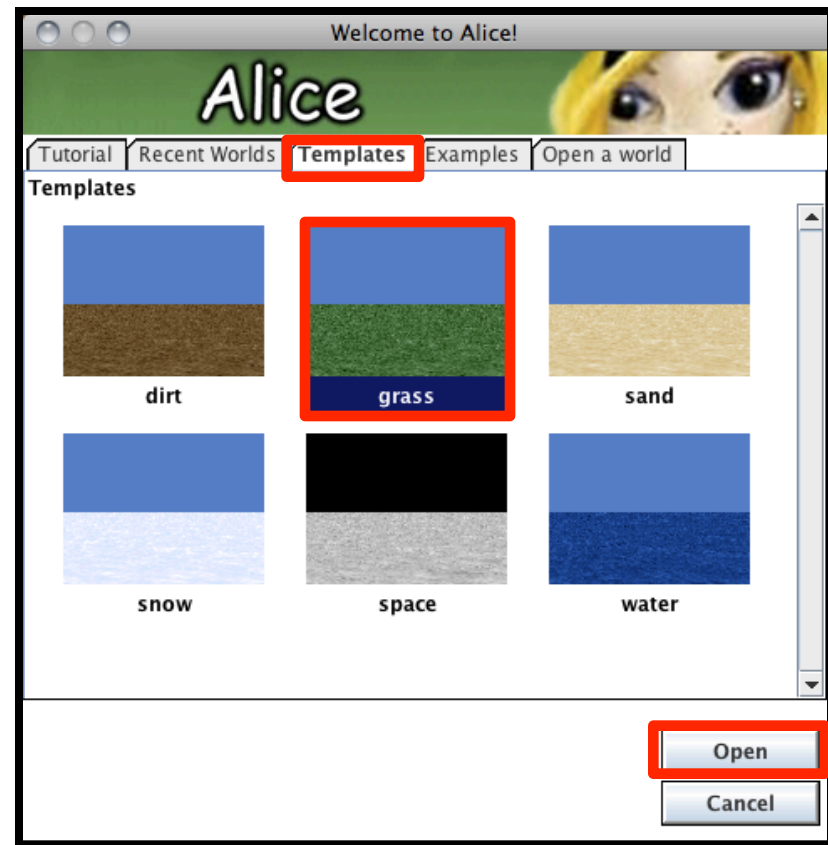 Welcome to Alice!
Alice
Tutorial Recent Worlds Templates Examples Open a world
Templates
dirt grass sand
snow space water
Open
Cancel